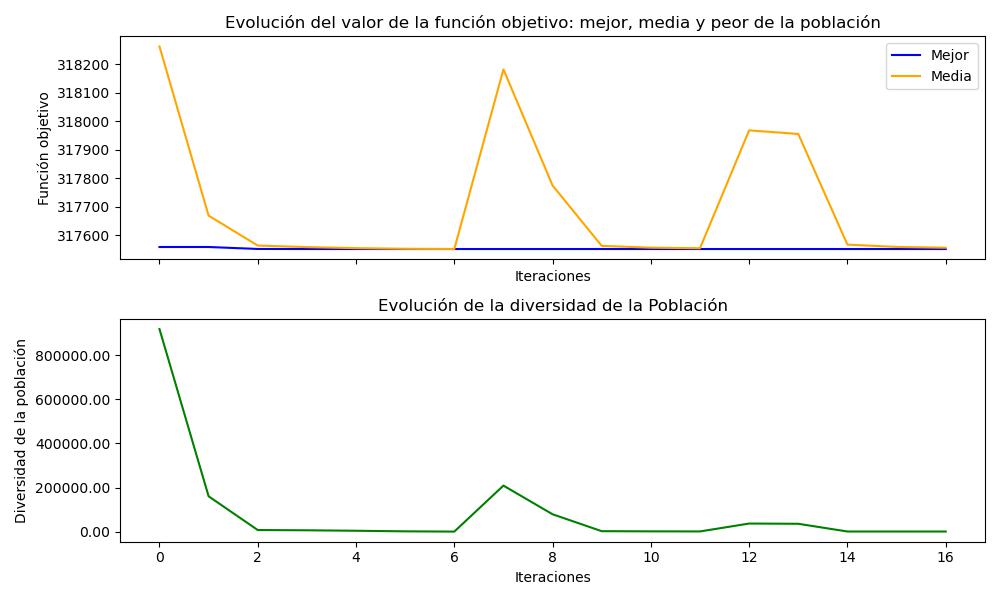 Evolución del valor de la función objetivo: mejor, media y peor de la población
Función objetivo
318200
318100
318000
317900
317800
317700
317600
Mejor
Media
Iteraciones
Evolución de la diversidad de la Población
Diversidad de la población
800000.00
600000.00
400000.00
200000.00
0.00
0 2 4 6 8 10 12 14 16
Iteraciones